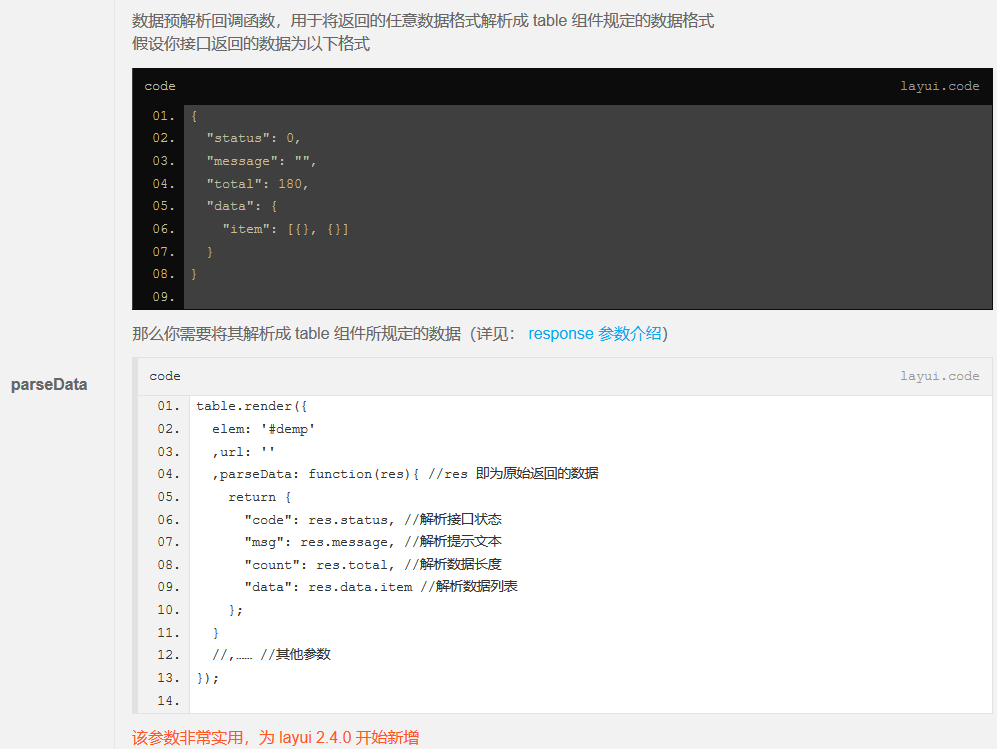 数据预解析回调函数，用于将返回的任意数据格式解析成 table 组件规定的数据格式
假设你接口返回的数据为以下格式
code layui.code
01. {
02. "status": 0,
03. "message": "",
04. "total": 180,
05. "data": {
06. "item": [{}, {}]
07. }
08. }
09.
那么你需要将其解析成 table 组件所规定的数据（详见： response 参数介绍）
parseData
code layui.code
01. table.render({
02. elem: '#demp'
03. ,url: ''
04. ,parseData: function(res){ //res 即为原始返回的数据
05. return {
06. "code": res.status, //解析接口状态
07. "msg": res.message, //解析提示文本
08. "count": res.total, //解析数据长度
09. "data": res.data.item //解析数据列表
10. };
11. }
12. //,…… //其他参数
13. });
14.
该参数非常实用，为 layui 2.4.0 开始新增